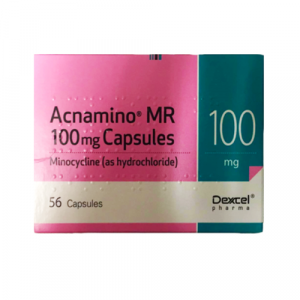 Acnamino® MR
100mg Capsules
Minocycline (as hydrochloride)
56 Capsules
100
mg
Dexcel®
pharma